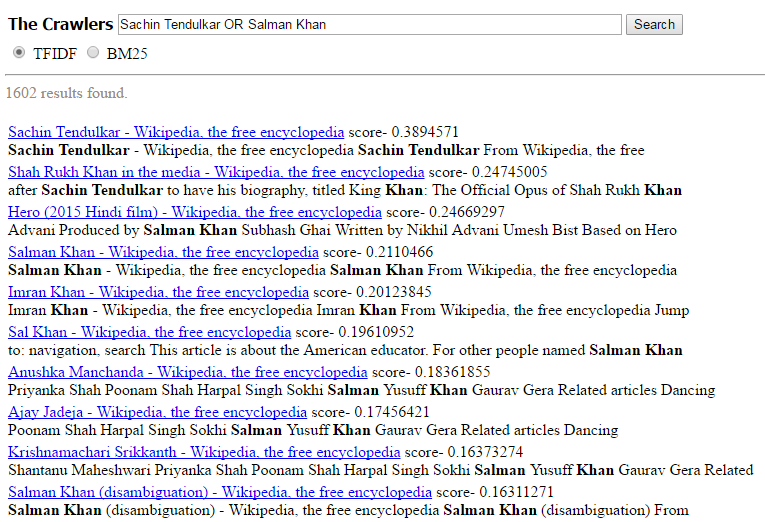 The Crawlers Sachin Tendulkar OR Salman Khan Search
TFIDF BM25
1602 results found.
Sachin Tendulkar - Wikipedia, the free encyclopedia score- 0.3894571
Sachin Tendulkar - Wikipedia, the free encyclopedia Sachin Tendulkar From Wikipedia, the free
Shah Rukh Khan in the media - Wikipedia, the free encyclopedia score- 0.24745005
after Sachin Tendulkar to have his biography, titled King Khan: The Official Opus of Shah Rukh Khan
Hero (2015 Hindi film) - Wikipedia, the free encyclopedia score- 0.24669297
Advani Produced by Salman Khan Subhash Ghai Written by Nikhil Advani Umesh Bist Based on Hero
Salman Khan - Wikipedia, the free encyclopedia score- 0.2110466
Salman Khan - Wikipedia, the free encyclopedia Salman Khan From Wikipedia, the free encyclopedia
Imran Khan - Wikipedia, the free encyclopedia score- 0.20123845
Imran Khan - Wikipedia, the free encyclopedia Imran Khan From Wikipedia, the free encyclopedia Jump
Sal Khan - Wikipedia, the free encyclopedia score- 0.19610952
to: navigation, search This article is about the American educator. For other people named Salman Khan
Anushka Manchanda - Wikipedia, the free encyclopedia score- 0.18361855
Priyanka Shah Poonam Shah Harpal Singh Sokhi Salman Yusuff Khan Gaurav Gera Related articles Dancing
Ajay Jadeja - Wikipedia, the free encyclopedia score- 0.17456421
Poonam Shah Harpal Singh Sokhi Salman Yusuff Khan Gaurav Gera Related articles Dancing
Krishnamachari Srikkanth - Wikipedia, the free encyclopedia score- 0.16373274
Shantanu Maheshwari Priyanka Shah Poonam Shah Harpal Singh Sokhi Salman Yusuff Khan Gaurav Gera Related
Salman Khan (disambiguation) - Wikipedia, the free encyclopedia score- 0.16311271
Salman Khan (disambiguation) - Wikipedia, the free encyclopedia Salman Khan (disambiguation) From